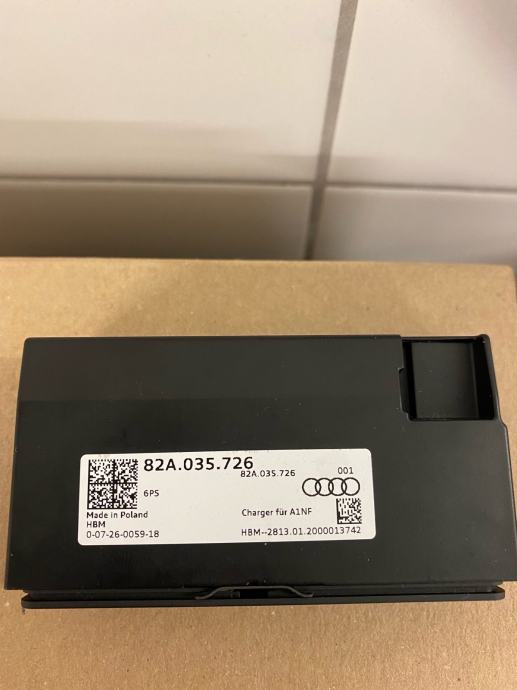 82A.035.726
82A.035.726
001
6PS
Made in Poland
Charger für A1NF
HBM
0-07-26-0059-18
HBM--2813.01.2000013742